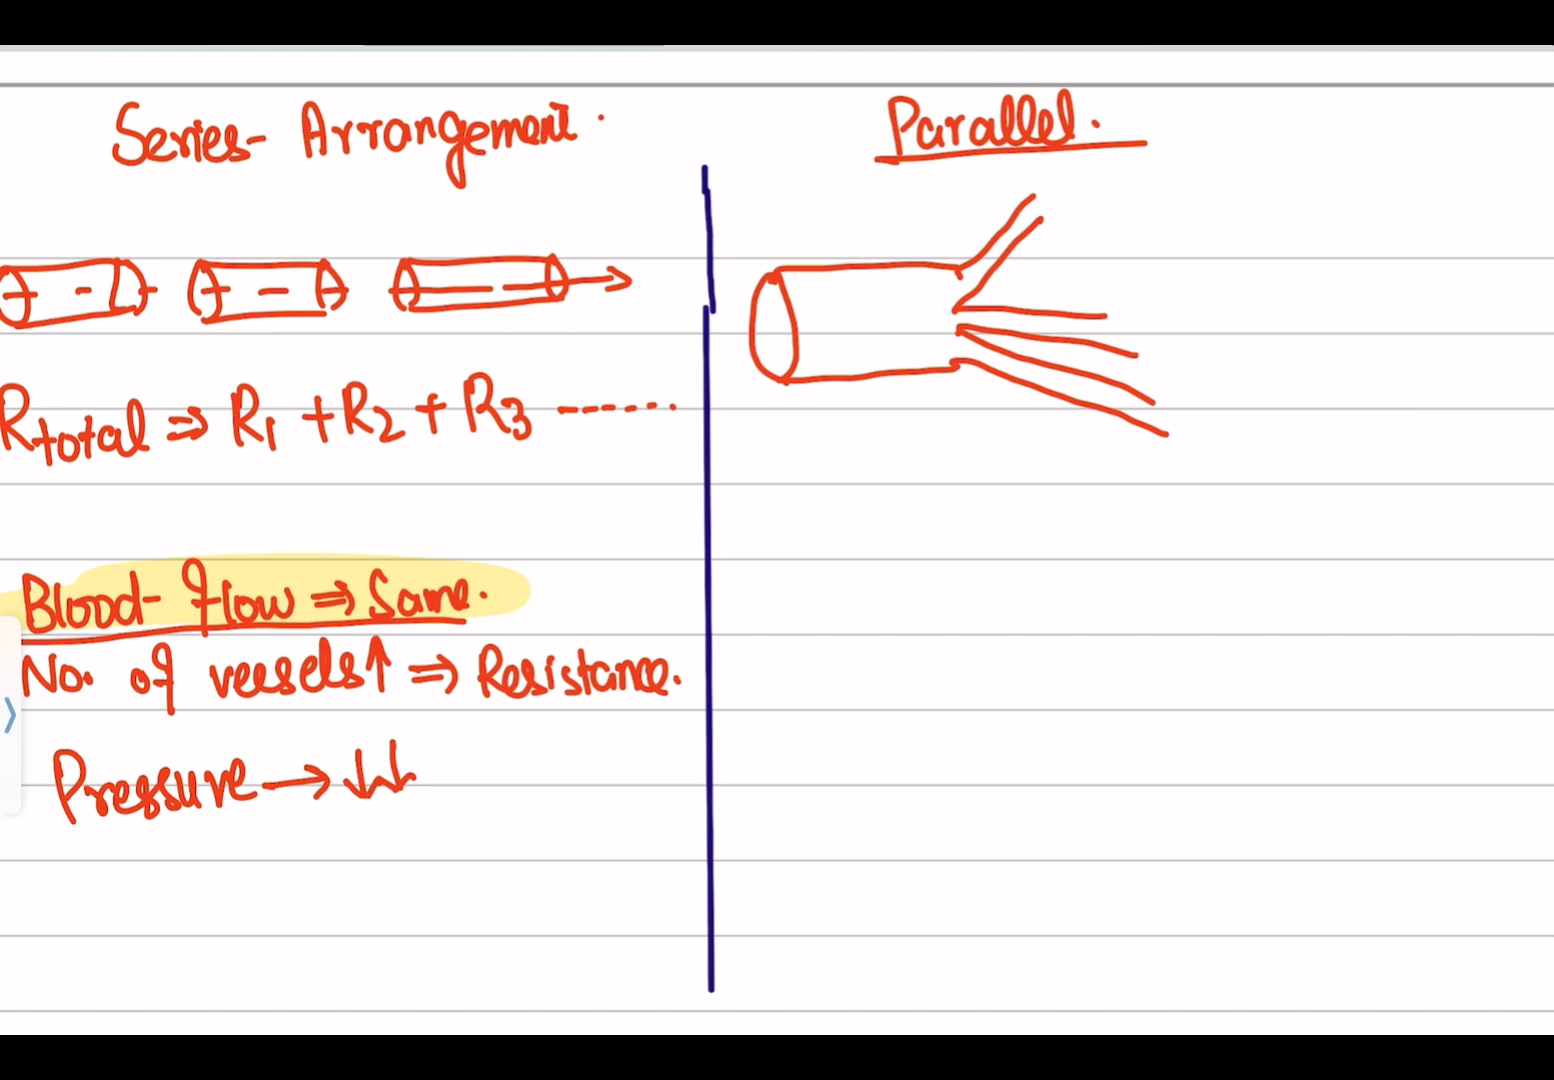 Series- Arrangement.
Parallel.
Rtotal ⇒ R1 + R2 + R3 -------
Blood- flow ⇒ Same.
No. of vessels↑ ⇒ Resistance.
Pressure → ↓↓